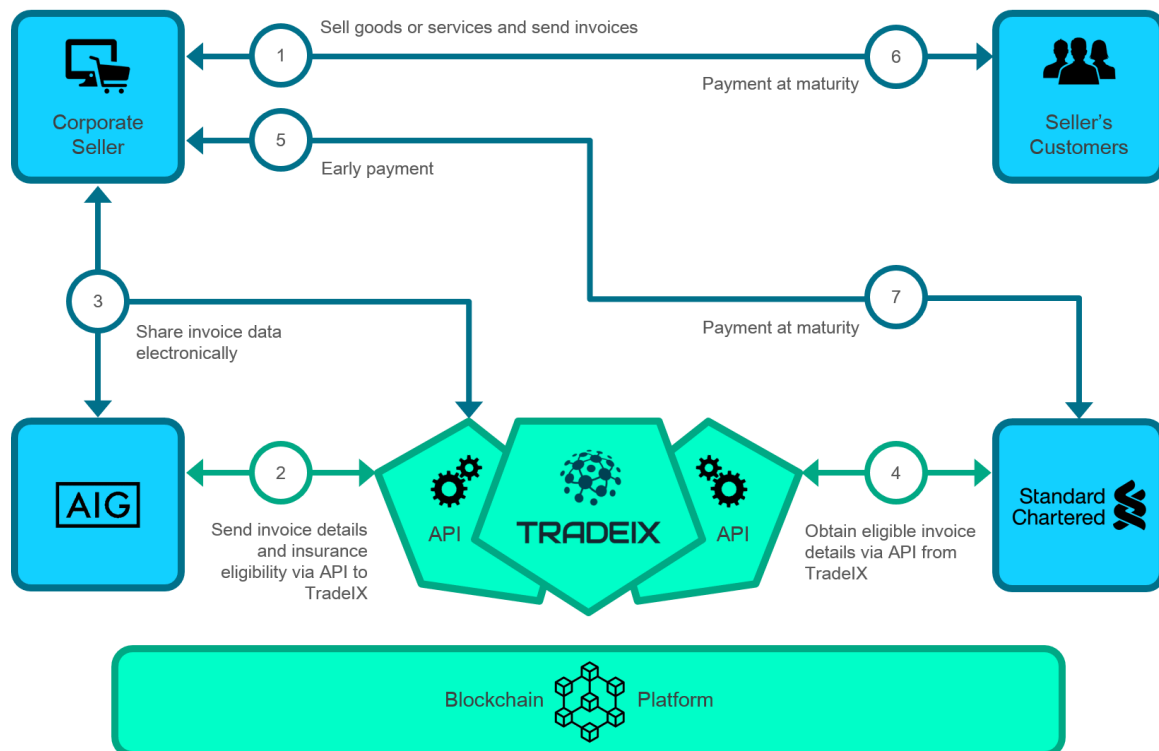 Sell goods or services and send invoices
1
6
Payment at maturity
Corporate
Seller
Seller's
Customers
5
Early payment
3
Share invoice data
electronically
7
Payment at maturity
AIG
2
Send invoice details
and insurance
eligibility via API to
TradeIX
API
TRADEIX
API
4
Obtain eligible invoice
details via API from
TradeIX
Standard
Chartered
Blockchain
Platform